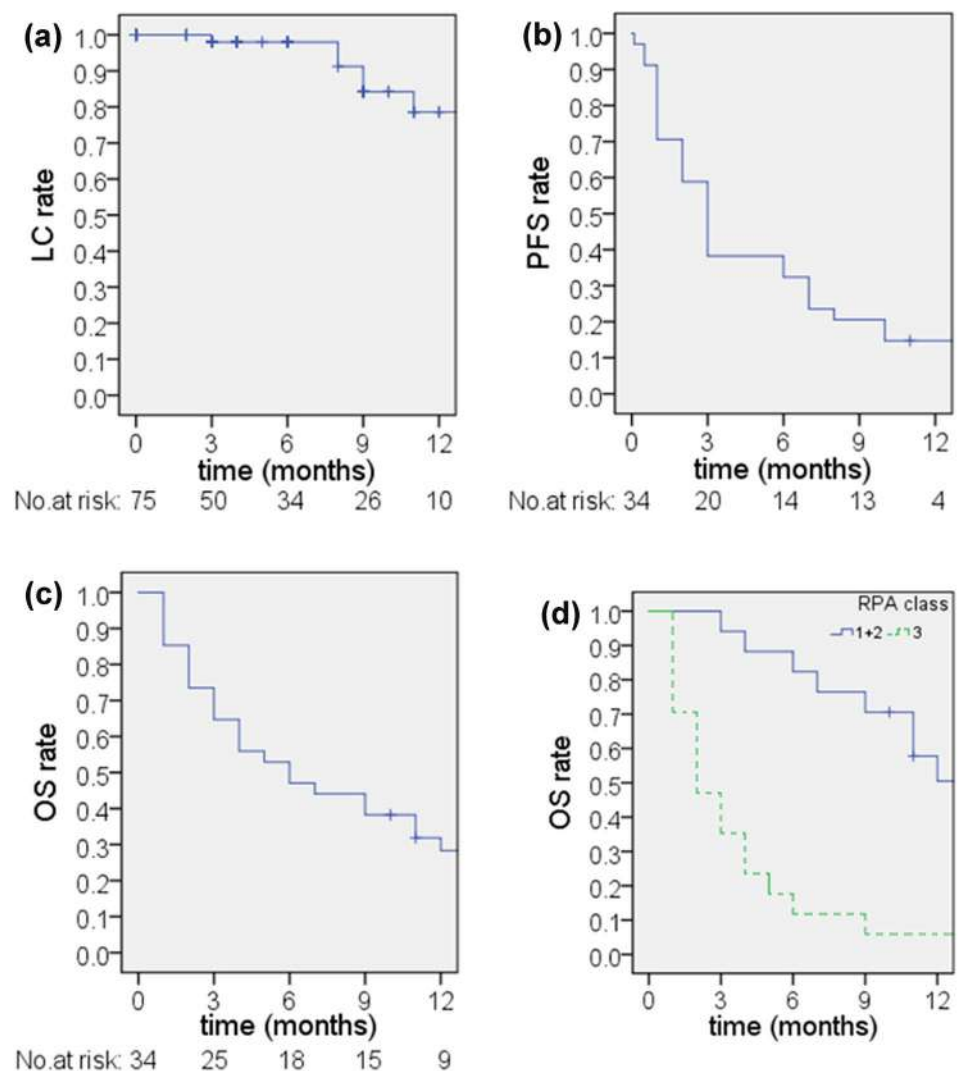 (a)
LC rate
1.0
0.9
0.8
0.7
0.6
0.5
0.4
0.3
0.2
0.1
0.0
0 3 6 9 12
time (months)
No.at risk: 75 50 34 26 10
(b)
PFS rate
1.0
0.9
0.8
0.7
0.6
0.5
0.4
0.3
0.2
0.1
0.0
0 3 6 9 12
time (months)
No.at risk: 34 20 14 13 4
(c)
OS rate
1.0
0.9
0.8
0.7
0.6
0.5
0.4
0.3
0.2
0.1
0.0
0 3 6 9 12
time (months)
No.at risk: 34 25 18 15 9
(d)
RPA class
1+2 3
OS rate
1.0
0.9
0.8
0.7
0.6
0.5
0.4
0.3
0.2
0.1
0.0
0 3 6 9 12
time (months)